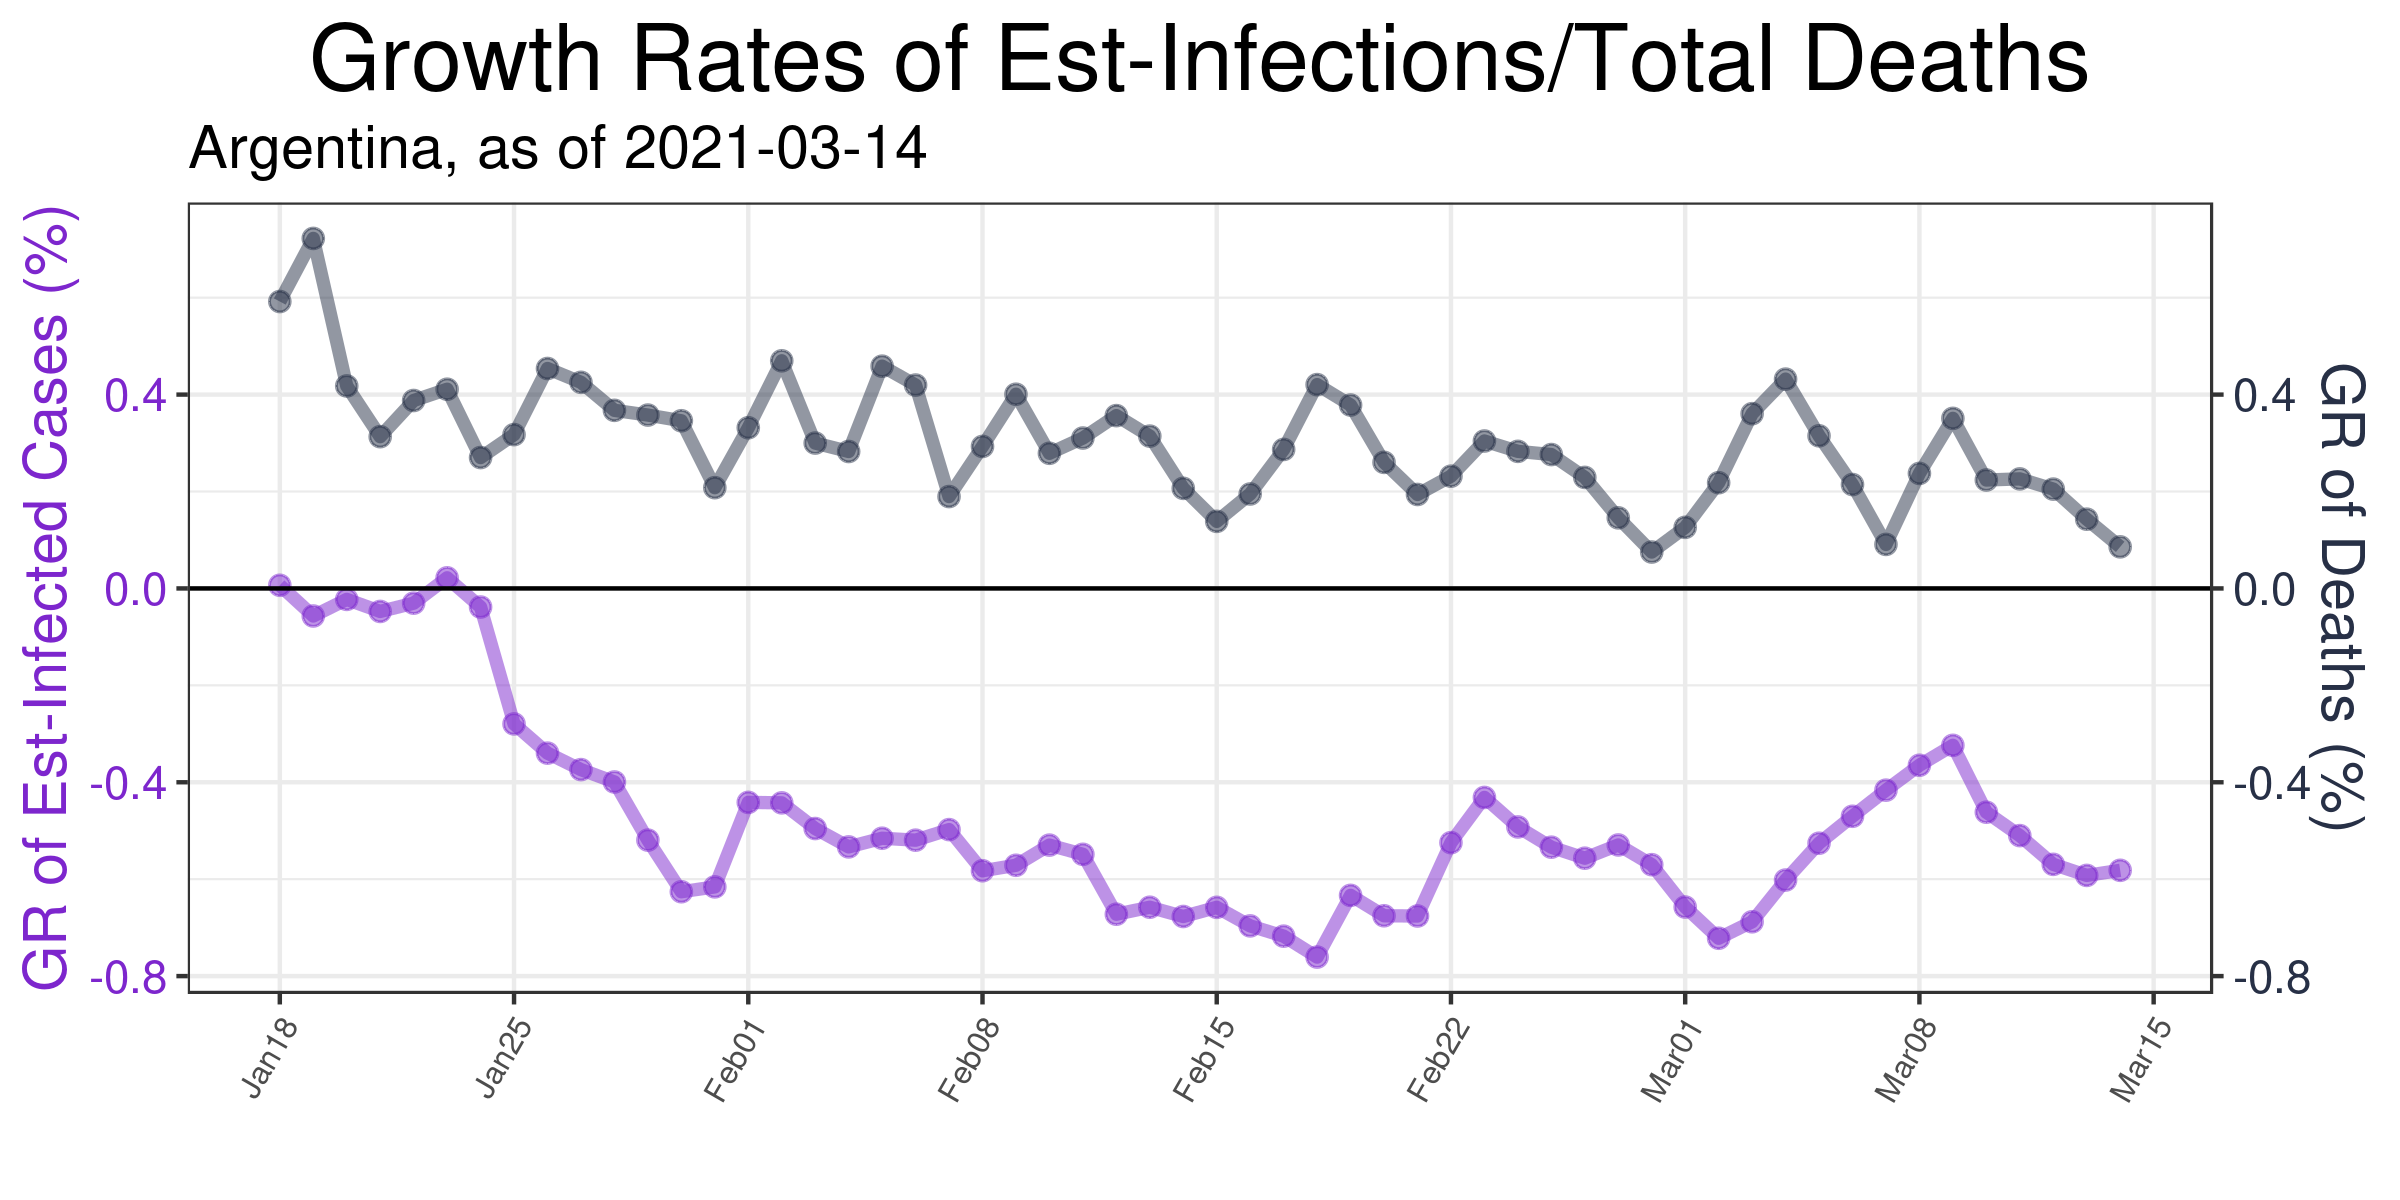 Growth Rates of Est-Infections/Total Deaths
Argentina, as of 2021-03-14
GR of Est-Infected Cases (%)
0.4
0.0
-0.4
-0.8
0.4
0.0
-0.4
-0.8
GR of Deaths (%)
Jan18
Jan25
Feb01
Feb08
Feb15
Feb22
Mar01
Mar08
Mar15